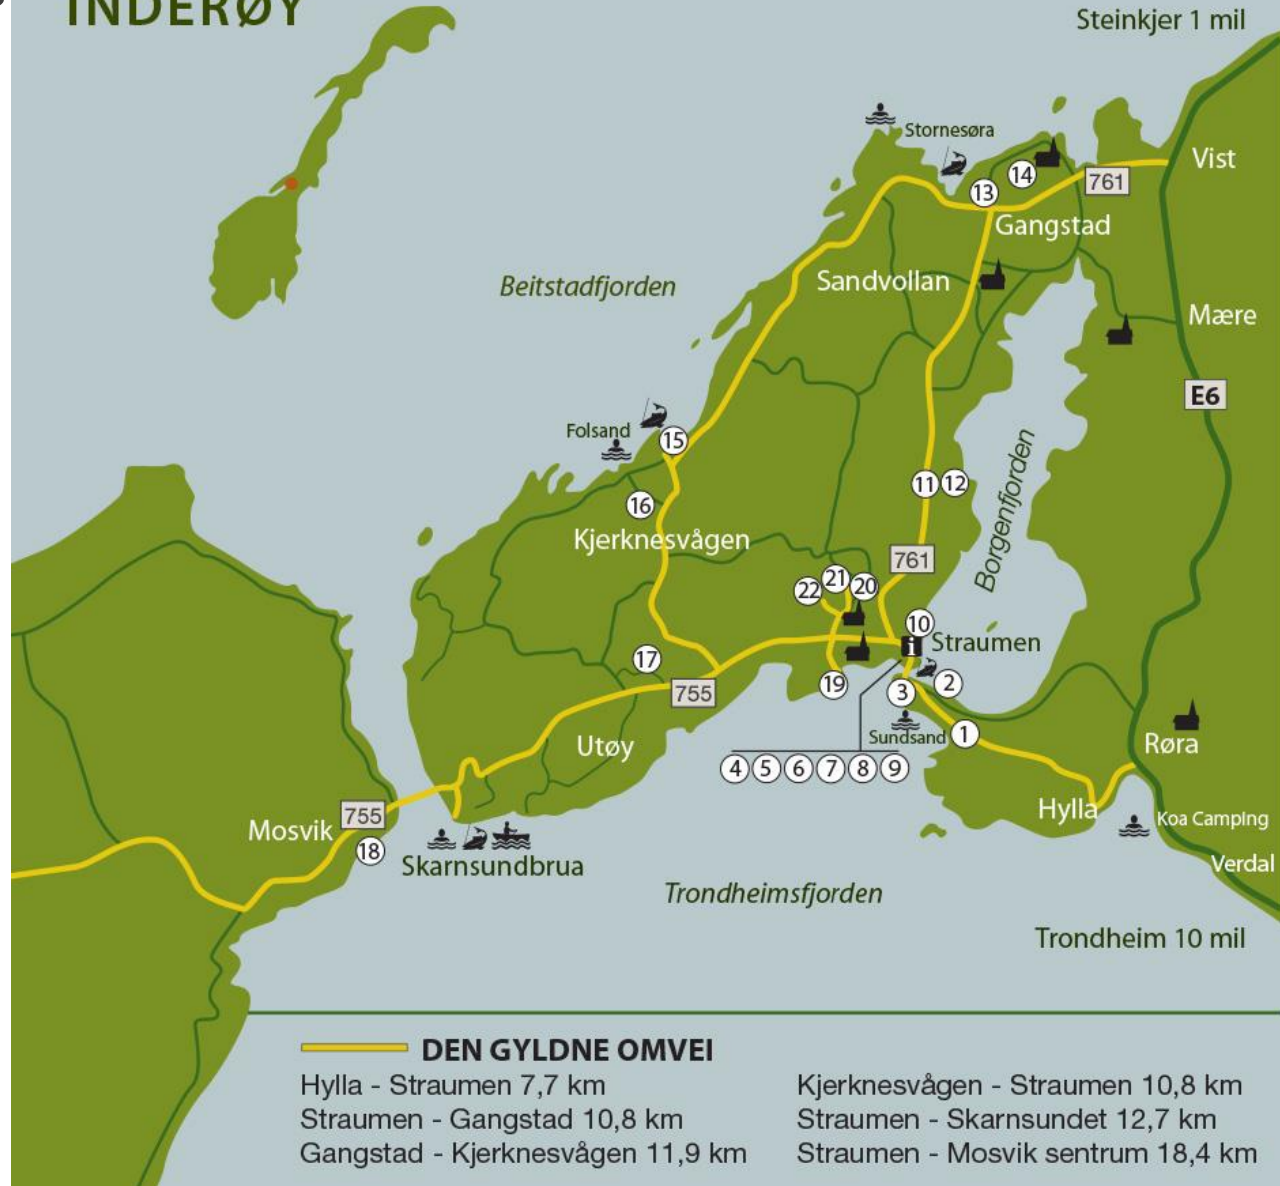 INDERØY
Steinkjer 1 mil
Stornesøra
Vist
14
761
13
Gangstad
Sandvollan
Beitstadfjorden
Mære
E6
Folsand
15
11
12
16
Borgenfjorden
Kjerknesvågen
761
21
22
20
10
i
Straumen
17
755
19
3
2
Sundsand
1
Utøy
4
5
6
7
8
9
Røra
Hylla
Koa Camping
755
Mosvik
18
Skarnsundbrua
Verdal
Trondheimsfjorden
Trondheim 10 mil
DEN GYLDNE OMVEI
Hylla - Straumen 7,7 km
Straumen - Gangstad 10,8 km
Gangstad - Kjerknesvågen 11,9 km
Kjerknesvågen - Straumen 10,8 km
Straumen - Skarnsundet 12,7 km
Straumen - Mosvik sentrum 18,4 km